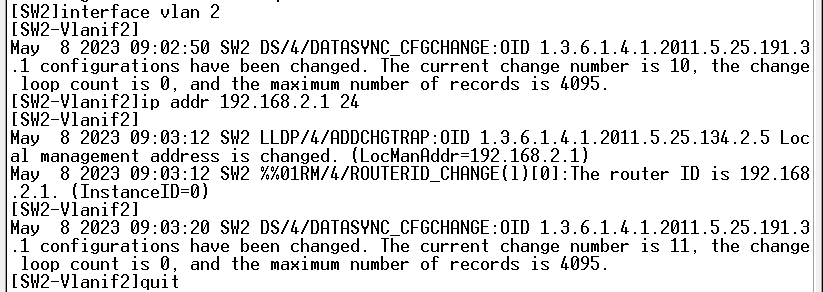 [SW2]interface vlan 2
[SW2-Vlanif2]
May  8 2023 09:02:50 SW2 DS/4/DATASYNC_CFGCHANGE:OID 1.3.6.1.4.1.2011.5.25.191.3
.1 configurations have been changed. The current change number is 10, the change
 loop count is 0, and the maximum number of records is 4095.
[SW2-Vlanif2]ip addr 192.168.2.1 24
[SW2-Vlanif2]
May  8 2023 09:03:12 SW2 LLDP/4/ADDCHGTRAP:OID 1.3.6.1.4.1.2011.5.25.134.2.5 Loc
al management address is changed. (LocManAddr=192.168.2.1)
May  8 2023 09:03:12 SW2 %%01RM/4/ROUTERID_CHANGE(l)[0]:The router ID is 192.168
.2.1. (InstanceID=0)
[SW2-Vlanif2]
May  8 2023 09:03:20 SW2 DS/4/DATASYNC_CFGCHANGE:OID 1.3.6.1.4.1.2011.5.25.191.3
.1 configurations have been changed. The current change number is 11, the change
 loop count is 0, and the maximum number of records is 4095.
[SW2-Vlanif2]quit